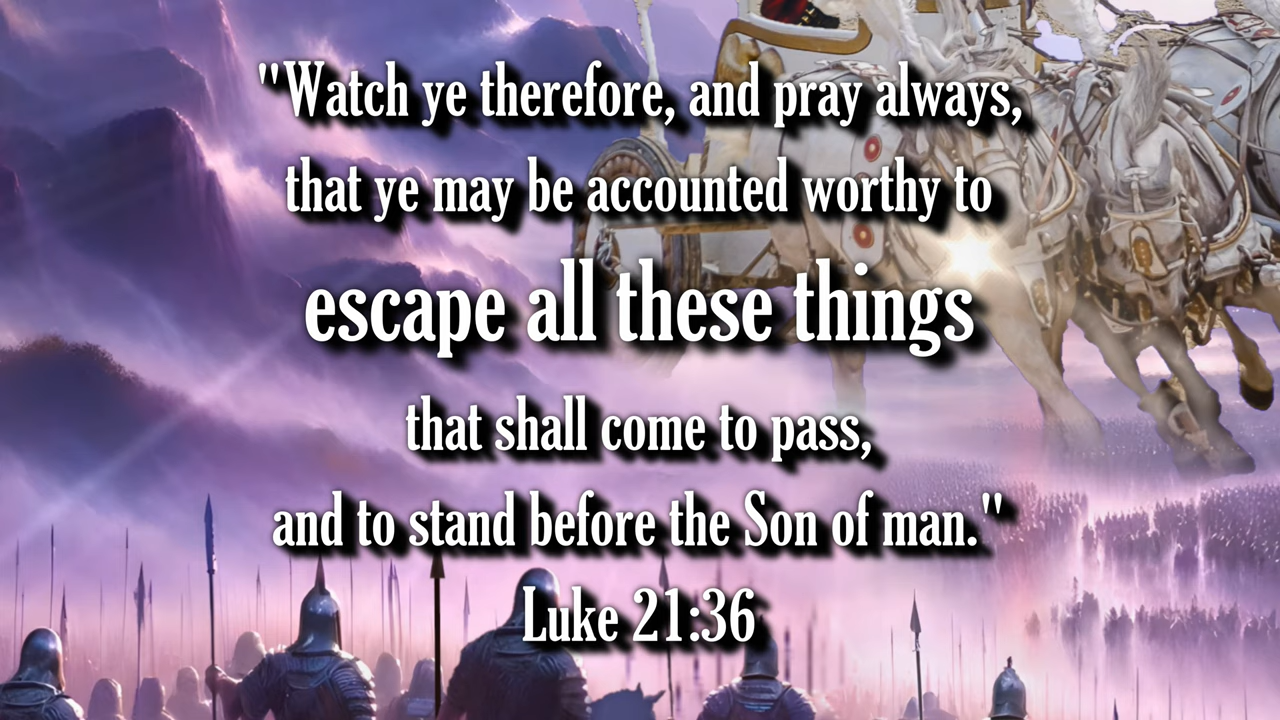 "Watch ye therefore, and pray always,
that ye may be accounted worthy to
escape all these things
that shall come to pass,
and to stand before the Son of man."
Luke 21:36